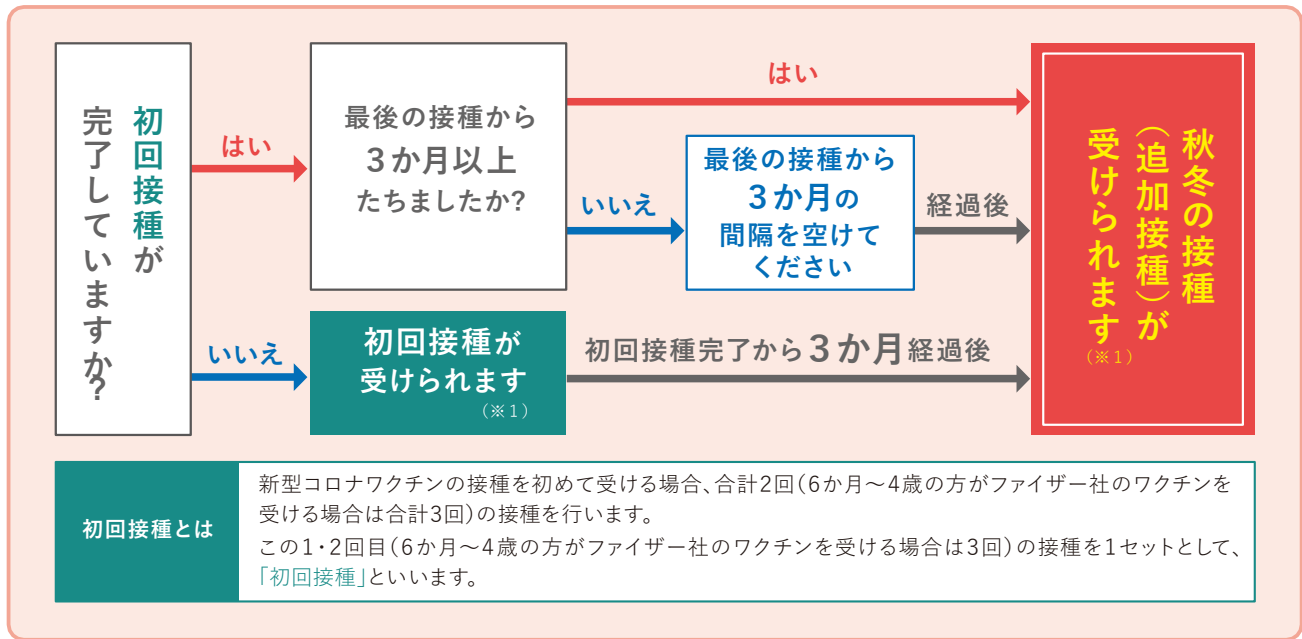 初回接種が
完了していますか?
はい
最後の接種から
3か月以上
たちましたか?
はい
いいえ
最後の接種から
3か月の
間隔を空けて
ください
経過後
いいえ
初回接種が
受けられます
(※1)
初回接種完了から3か月経過後
秋冬の接種
(追加接種)が
受けられます
(※1)
初回接種とは
新型コロナワクチンの接種を初めて受ける場合、合計2回(6か月~4歳の方がファイザー社のワクチンを
受ける場合は合計3回)の接種を行います。
この1・2回目(6か月~4歳の方がファイザー社のワクチンを受ける場合は3回)の接種を1セットとして、
「初回接種」といいます。